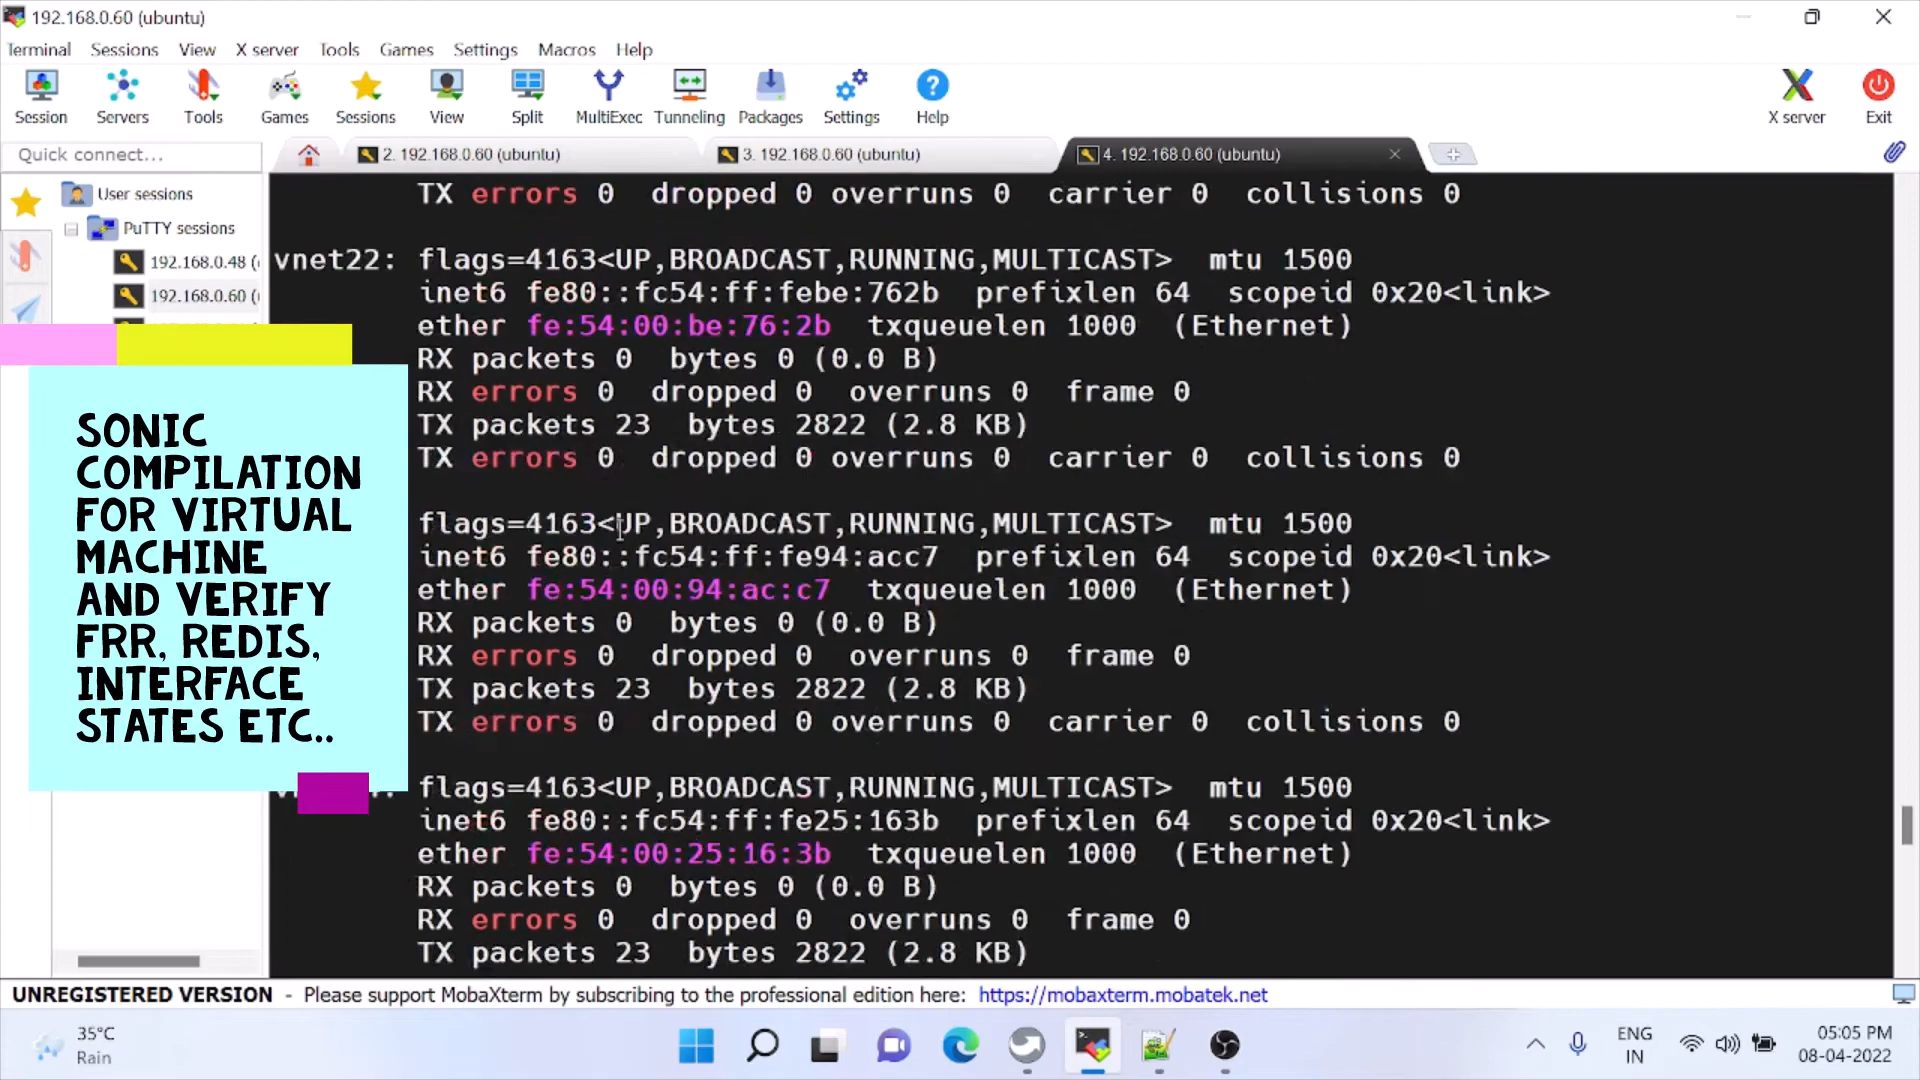 192.168.0.60 (ubuntu)
Terminal Sessions View X server Tools Games Settings Macros Help
Session Servers Tools Games Sessions View Split MultiExec Tunneling Packages Settings Help X server Exit
Quick connect...
2. 192.168.0.60 (ubuntu)
3. 192.168.0.60 (ubuntu)
4. 192.168.0.60 (ubuntu)
User sessions
PuTTY sessions
192.168.0.48 (
192.168.0.60 (
SONIC
COMPILATION
FOR VIRTUAL
MACHINE
AND VERIFY
FRR, REDIS,
INTERFACE
STATES ETC..
TX errors 0 dropped 0 overruns 0 carrier 0 collisions 0
vnet22: flags=4163<UP,BROADCAST,RUNNING,MULTICAST> mtu 1500
inet6 fe80::fc54:ff:febe:762b prefixlen 64 scopeid 0x20<link>
ether fe:54:00:be:76:2b txqueuelen 1000 (Ethernet)
RX packets 0 bytes 0 (0.0 B)
RX errors 0 dropped 0 overruns 0 frame 0
TX packets 23 bytes 2822 (2.8 KB)
TX errors 0 dropped 0 overruns 0 carrier 0 collisions 0
flags=4163<UP,BROADCAST,RUNNING,MULTICAST> mtu 1500
inet6 fe80::fc54:ff:fe94:acc7 prefixlen 64 scopeid 0x20<link>
ether fe:54:00:94:ac:c7 txqueuelen 1000 (Ethernet)
RX packets 0 bytes 0 (0.0 B)
RX errors 0 dropped 0 overruns 0 frame 0
TX packets 23 bytes 2822 (2.8 KB)
TX errors 0 dropped 0 overruns 0 carrier 0 collisions 0
flags=4163<UP,BROADCAST,RUNNING,MULTICAST> mtu 1500
inet6 fe80::fc54:ff:fe25:163b prefixlen 64 scopeid 0x20<link>
ether fe:54:00:25:16:3b txqueuelen 1000 (Ethernet)
RX packets 0 bytes 0 (0.0 B)
RX errors 0 dropped 0 overruns 0 frame 0
TX packets 23 bytes 2822 (2.8 KB)
UNREGISTERED VERSION - Please support MobaXterm by subscribing to the professional edition here: https://mobaxterm.mobatek.net
35°C
Rain
ENG
IN
05:05 PM
08-04-2022